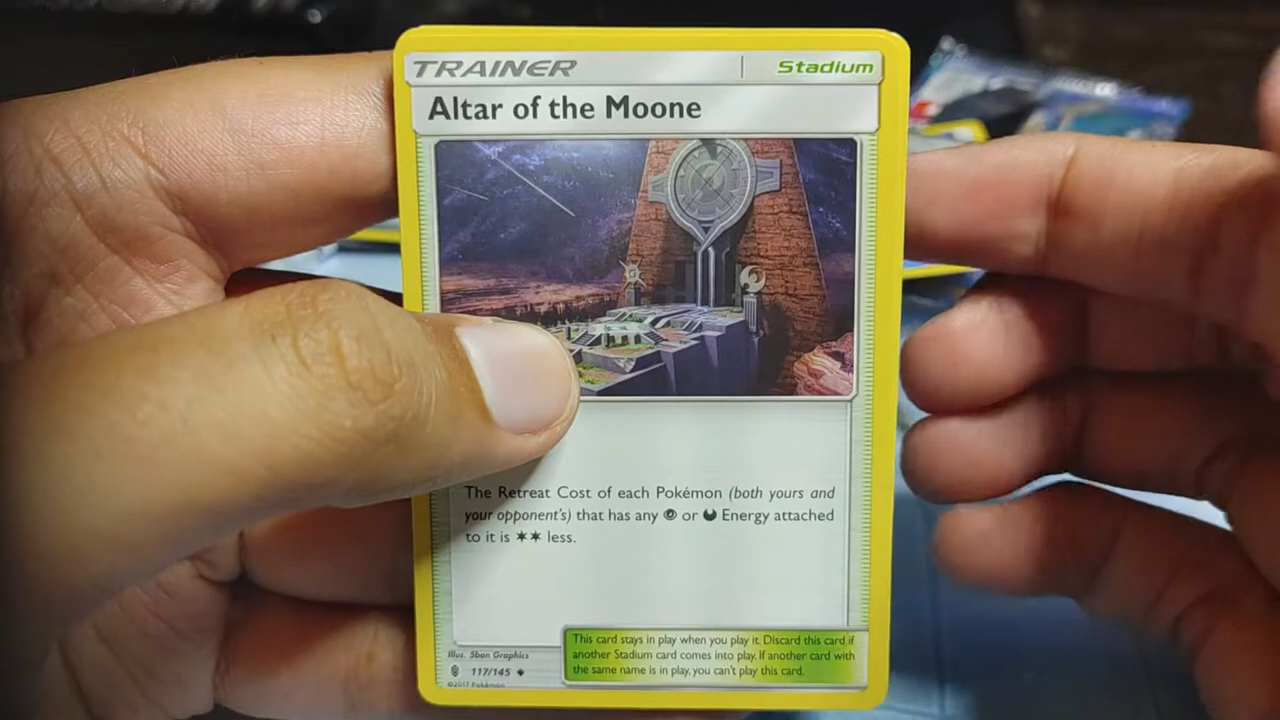 TRAINER Stadium
Altar of the Moone
The Retreat Cost of each Pokémon (both yours and
your opponent's) that has any or Energy attached
to it is less.
This card stays in play when you play it. Discard this card if
another Stadium card comes into play. If another card with
the same name is in play, you can't play this card.
Illus. 5ban Graphics
117/145
©2017 Pokémon